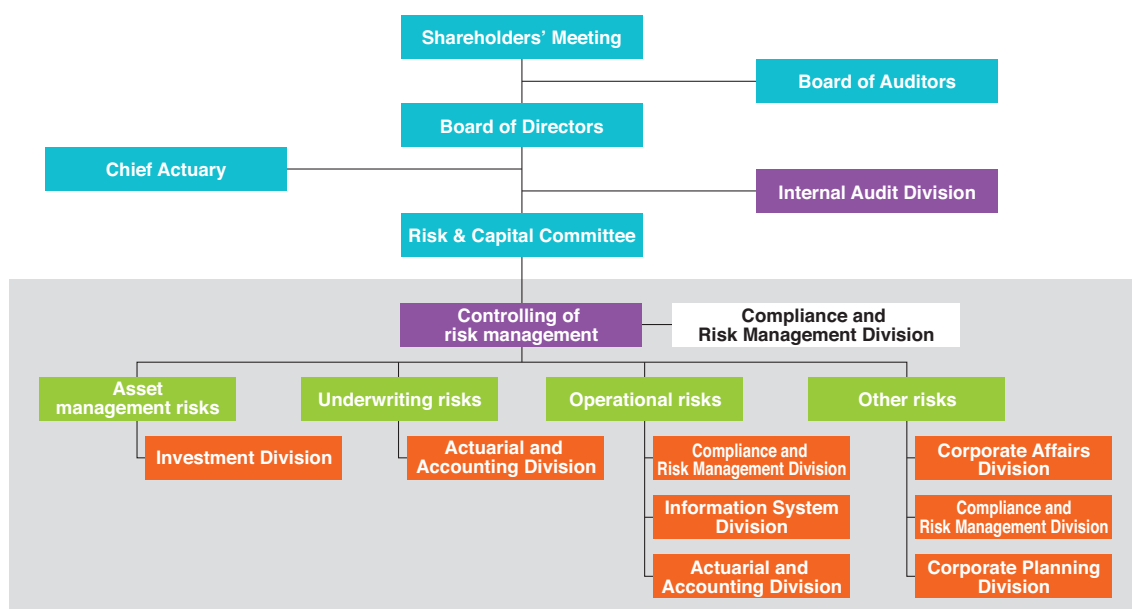 Shareholders’ Meeting
Board of Auditors
Board of Directors
Chief Actuary
Internal Audit Division
Risk & Capital Committee
Controlling of
risk management
Compliance and
Risk Management Division
Asset
management risks
Underwriting risks
Operational risks
Other risks
Investment Division
Actuarial and
Accounting Division
Compliance and
Risk Management Division
Corporate Affairs
Division
Information System
Division
Compliance and
Risk Management Division
Actuarial and
Accounting Division
Corporate Planning
Division